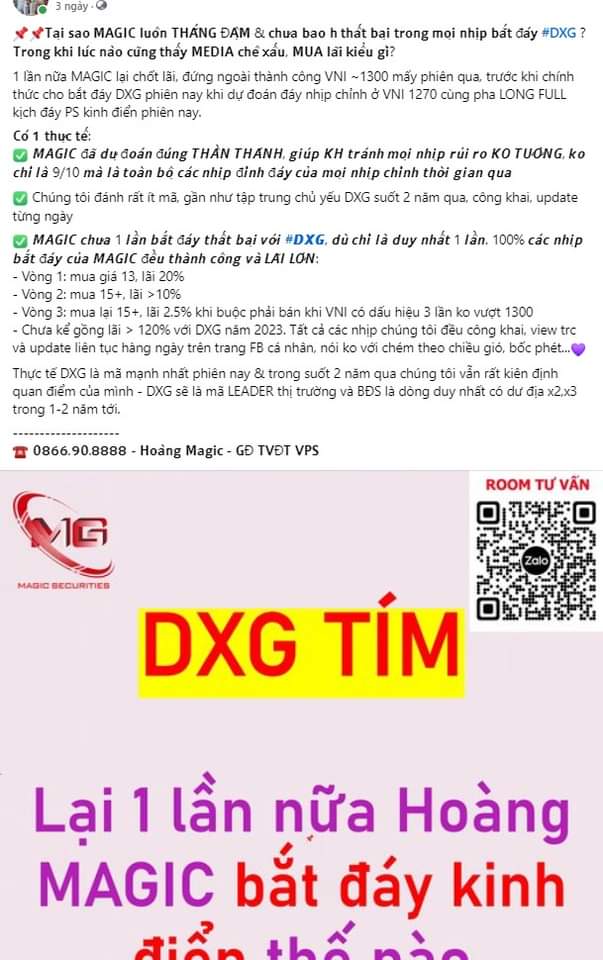 3 ngày ·
📌📌Tại sao MAGIC luôn THẮNG ĐẬM & chưa bao h thất bại trong mọi nhịp bắt đáy #DXG ?
Trong khi lúc nào cũng thấy MEDIA chê xấu, MUA lãi kiểu gì?
1 lần nữa MAGIC lại chốt lãi, đứng ngoài thành công VNI ~1300 mấy phiên qua, trước khi chính
thức cho bắt đáy DXG phiên nay khi dự đoán đáy nhịp chỉnh ở VNI 1270 cùng pha LONG FULL
kịch đáy PS kinh điển phiên nay.
Có 1 thực tế:
✅ MAGIC đã dự đoán đúng THẦN THÁNH, giúp KH tránh mọi nhịp rủi ro KO TƯỞNG, ko
chỉ là 9/10 mà là toàn bộ các nhịp đỉnh đáy của mọi nhịp chỉnh thời gian qua
✅ Chúng tôi đánh rất ít mã, gần như tập trung chủ yếu DXG suốt 2 năm qua, công khai, update
từng ngày
✅ MAGIC chưa 1 lần bắt đáy thất bại với #DXG, dù chỉ là duy nhất 1 lần. 100% các nhịp
bắt đáy của MAGIC đều thành công và LÃI LỚN:
- Vòng 1: mua giá 13, lãi 20%
- Vòng 2: mua 15+, lãi >10%
- Vòng 3: mua lại 15+, lãi 2.5% khi buộc phải bán khi VNI có dấu hiệu 3 lần ko vượt 1300
- Chưa kể gồng lãi > 120% với DXG năm 2023. Tất cả các nhịp chúng tôi đều công khai, view trc
và update liên tục hàng ngày trên trang FB cá nhân, nói ko với chém theo chiều gió, bốc phét...💜
Thực tế DXG là mã mạnh nhất phiên nay & trong suốt 2 năm qua chúng tôi vẫn rất kiên định
quan điểm của mình - DXG sẽ là mã LEADER thị trường và BĐS là dòng duy nhất có dư địa x2,x3
trong 1-2 năm tới.
--------------------
☎️ 0866.90.8888 - Hoàng Magic - GĐ TVĐT VPS
ROOM TƯ VẤN
MG
MAGIC SECURITIES
Zalo
DXG TÍM
Lại 1 lần nữa Hoàng
MAGIC bắt đáy kinh
điển thế nào